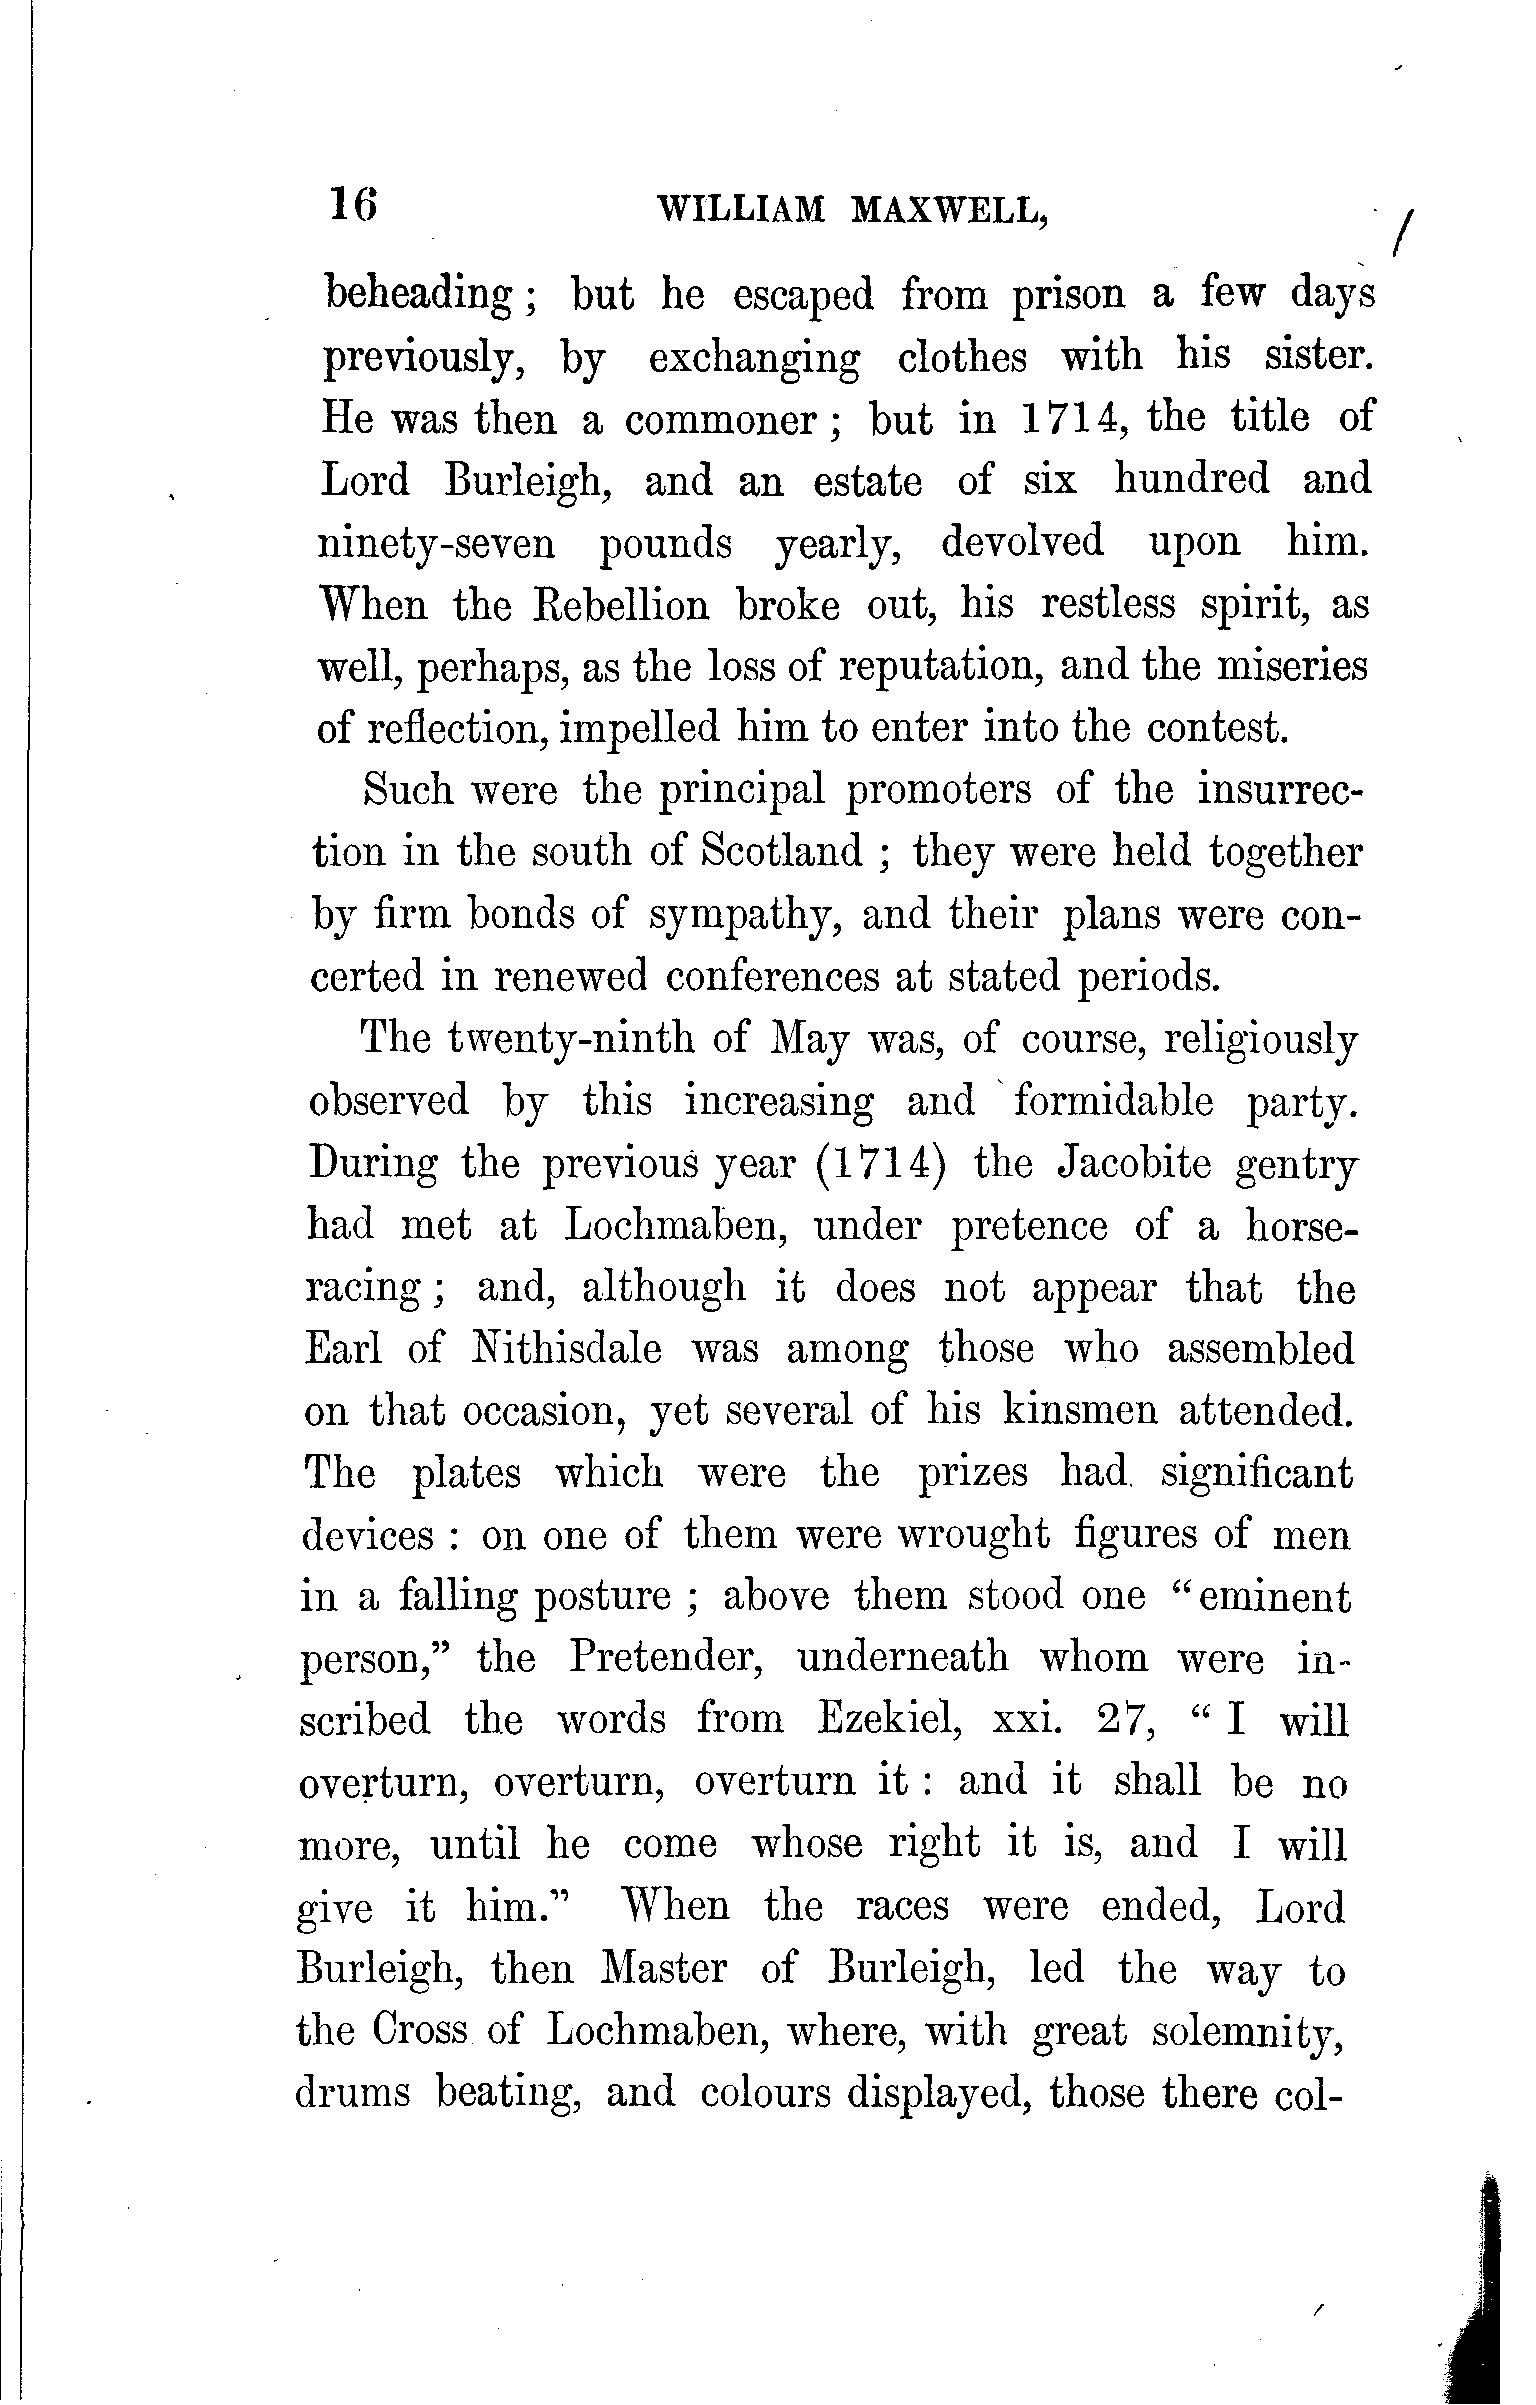 16 WILLIAM MAXWELL,
beheading ; but he escaped from prison a few days
previously, by exchanging clothes with his sister.
He was then a commoner ; but in 1714, the title of
Lord Burleigh, and an estate of six hundred and
ninety-seven pounds yearly, devolved upon him.
When the Rebellion broke out, his restless spirit, as
well, perhaps, as the loss of reputation, and the miseries
of reflection, impelled him to enter into the contest.
Such were the principal promoters of the insurrec-
tion in the south of Scotland ; they were held together
by firm bonds of sympathy, and their plans were con-
certed in renewed conferences at stated periods.
The twenty-ninth of May was, of course, religiously
observed by this increasing and formidable party.
During the previous year (1714) the Jacobite gentry
had met at Lochmaben, under pretence of a horse-
racing ; and, although it does not appear that the
Earl of Nithisdale was among those who assembled
on that occasion, yet several of his kinsmen attended.
The plates which were the prizes had significant
devices : on one of them were wrought figures of men
in a falling posture ; above them stood one “eminent
person,” the Pretender, underneath whom were in-
scribed the words from Ezekiel, xxi. 27, “ I will
overturn, overturn, overturn it : and it shall be no
more, until he come whose right it is, and I will
give it him.” When the races were ended, Lord
Burleigh, then Master of Burleigh, led the way to
the Cross of Lochmaben, where, with great solemnity,
drums beating, and colours displayed, those there col-